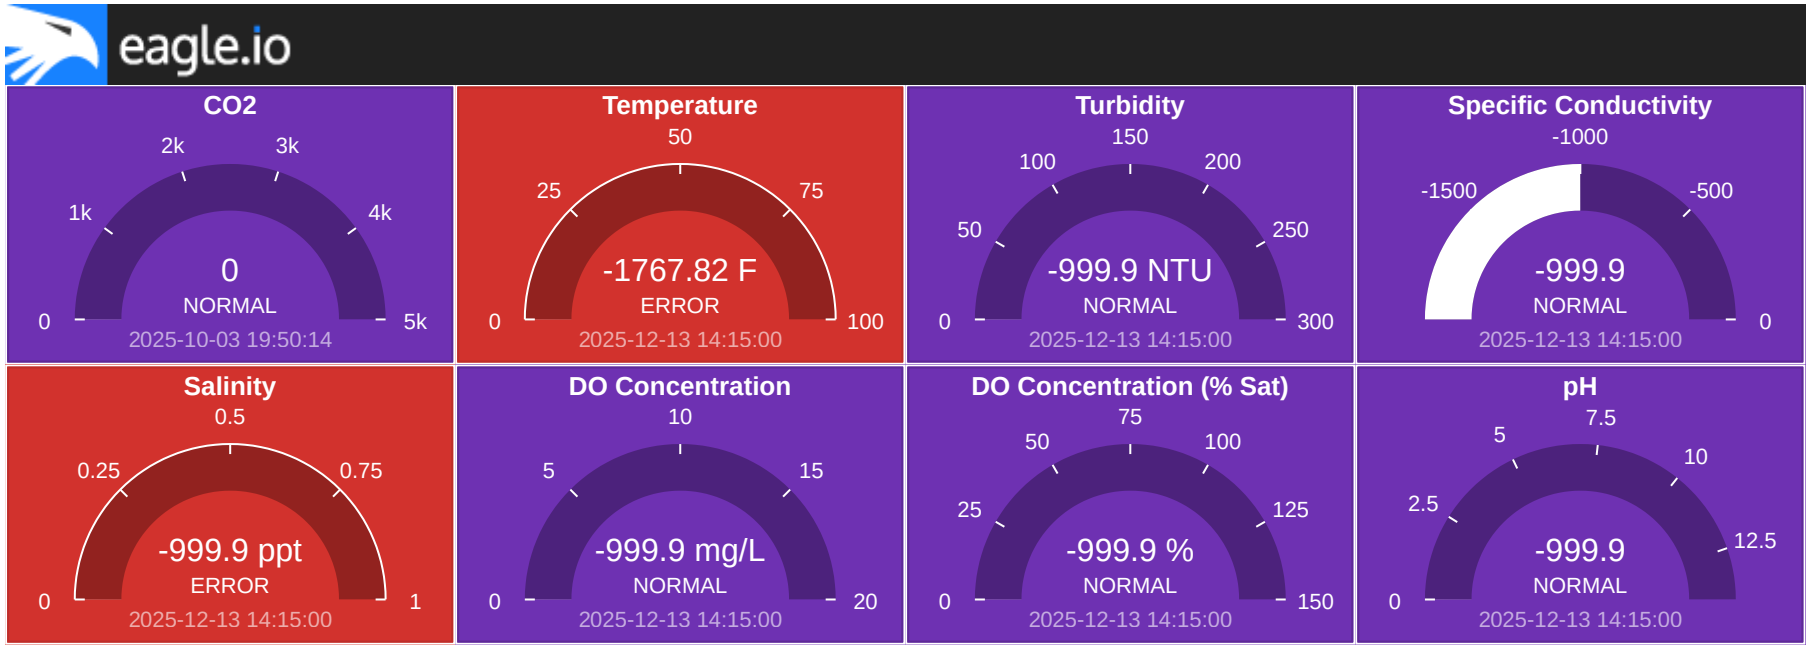 eagle.io
CO2
2k
3k
1k
4k
0
NORMAL
0
5k
2025-10-03 19:50:14
Temperature
50
25
75
-1767.82 F
ERROR
0
100
2025-12-13 14:15:00
Turbidity
150
100
200
50
250
-999.9 NTU
NORMAL
0
300
2025-12-13 14:15:00
Specific Conductivity
-1000
-1500
-500
-999.9
NORMAL
0
2025-12-13 14:15:00
Salinity
0.5
0.25
0.75
-999.9 ppt
ERROR
0
1
2025-12-13 14:15:00
DO Concentration
10
5
15
-999.9 mg/L
NORMAL
0
20
2025-12-13 14:15:00
DO Concentration (% Sat)
75
50
100
25
125
-999.9 %
NORMAL
0
150
2025-12-13 14:15:00
pH
7.5
5
10
2.5
12.5
-999.9
NORMAL
0
2025-12-13 14:15:00